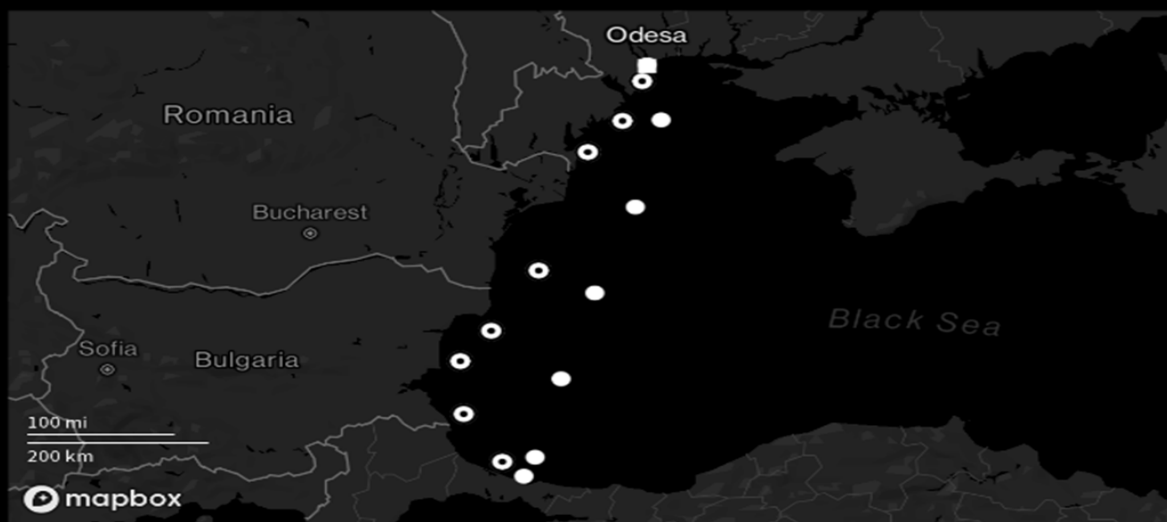 Odesa
Romania
Bucharest
Black Sea
Sofia
Bulgaria
100 mi
200 km
mapbox